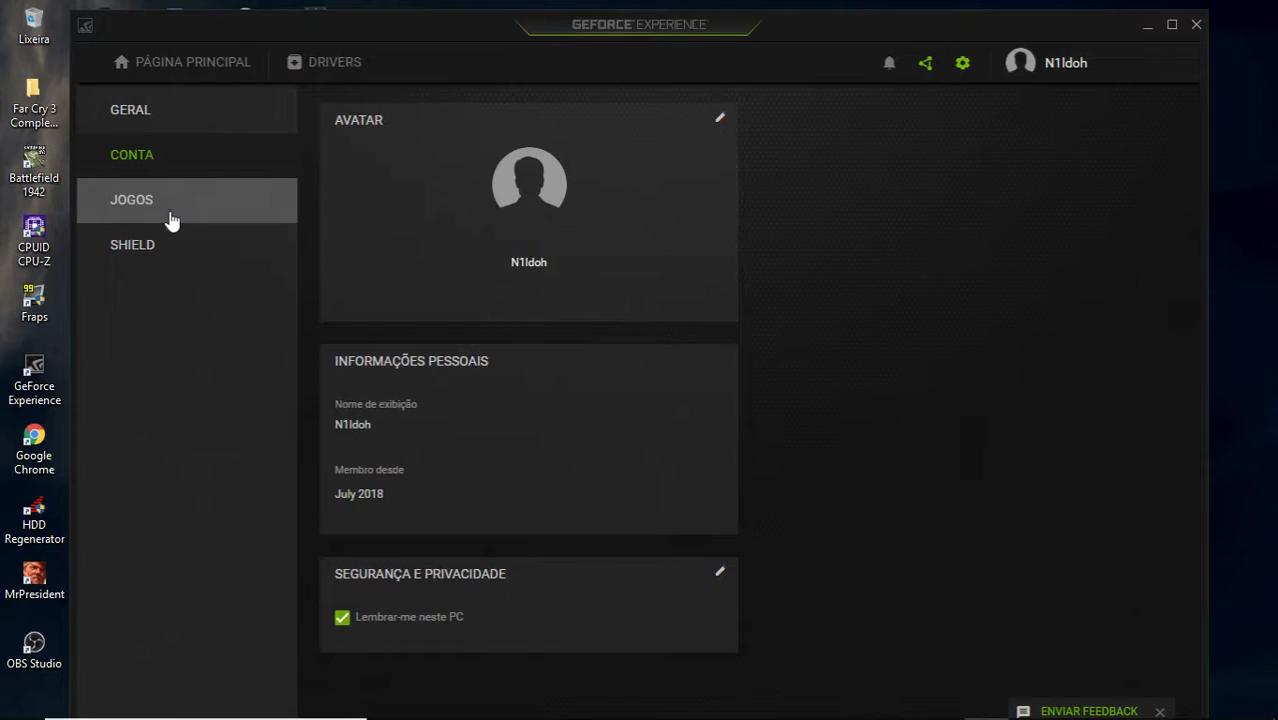 Lixeira
Far Cry 3
Comple...
Battlefield
1942
CPUID
CPU-Z
99
Fraps
GeForce
Experience
Google
Chrome
HDD
Regenerator
MrPresident
OBS Studio
GEFORCE EXPERIENCE
PÁGINA PRINCIPAL
DRIVERS
N1ldoh
GERAL
CONTA
JOGOS
SHIELD
AVATAR
N1ldoh
INFORMAÇÕES PESSOAIS
Nome de exibição
N1ldoh
Membro desde
July 2018
SEGURANÇA E PRIVACIDADE
Lembrar-me neste PC
ENVIAR FEEDBACK